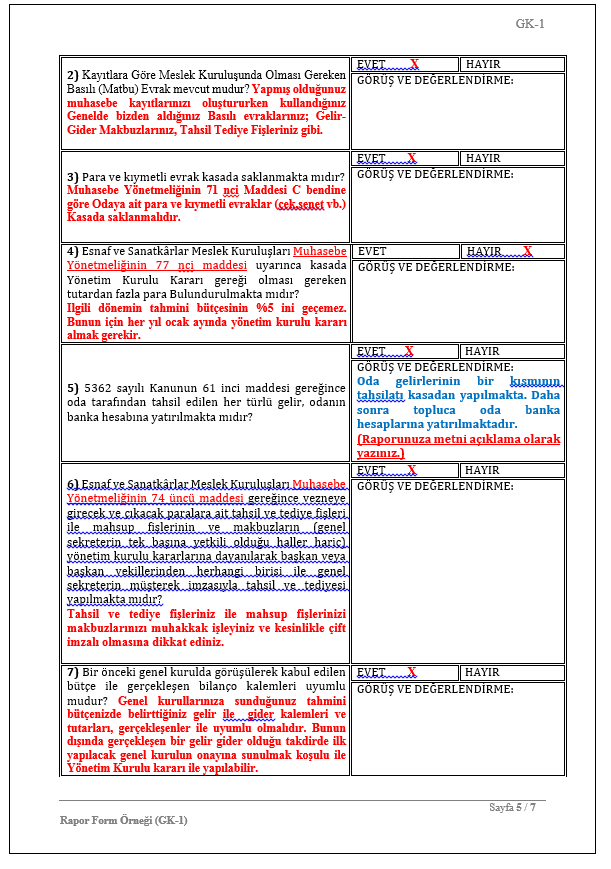 GK-1
2) Kayıtlara Göre Meslek Kuruluşunda Olması Gereken
Basılı (Matbu) Evrak mevcut mudur? Yapmış olduğunuz
muhasebe kayıtlarınızı oluştururken kullandığınız
Genelde bizden aldığınız Basılı evraklarınız; Gelir-
Gider Makbuzlarınız, Tahsil Tediye Fişleriniz gibi.
EVET X HAYIR
GÖRÜŞ VE DEĞERLENDİRME:
3) Para ve kıymetli evrak kasada saklanmakta mıdır?
Muhasebe Yönetmeliğinin 71 nci Maddesi C bendine
göre Odaya ait para ve kıymetli evraklar (çek,senet vb.)
Kasada saklanmalıdır.
EVET X HAYIR
GÖRÜŞ VE DEĞERLENDİRME:
4) Esnaf ve Sanatkârlar Meslek Kuruluşları Muhasebe
Yönetmeliğinin 77 nci maddesi uyarınca kasada
Yönetim Kurulu Kararı gereği olması gereken
tutardan fazla para Bulundurulmakta mıdır?
Ilgili dönemin tahmini bütçesinin %5 ini geçemez.
Bunun için her yıl ocak ayında yönetim kurulu kararı
almak gerekir.
EVET HAYIR X
GÖRÜŞ VE DEĞERLENDİRME:
5) 5362 sayılı Kanunun 61 inci maddesi gereğince
oda tarafından tahsil edilen her türlü gelir, odanın
banka hesabına yatırılmakta mıdır?
EVET X HAYIR
GÖRÜŞ VE DEĞERLENDİRME:
Oda gelirlerinin bir kısmının
tahsilatı kasadan yapılmakta. Daha
sonra topluca oda banka
hesaplarına yatırılmaktadır.
(Raporunuza metni açıklama olarak
yazınız.)
6) Esnaf ve Sanatkârlar Meslek Kuruluşları Muhasebe
Yönetmeliğinin 74 üncü maddesi gereğince vezneye
girecek ve çıkacak paralara ait tahsil ve tediye fişleri
ile mahsup fişlerinin ve makbuzların (genel
sekreterin tek başına yetkili olduğu haller hariç)
yönetim kurulu kararlarına dayanılarak başkan veya
başkan vekillerinden herhangi birisi ile genel
sekreterin müşterek imzasıyla tahsil ve tediyesi
yapılmakta mıdır?
Tahsil ve tediye fişleriniz ile mahsup fişlerinizi
makbuzlarınızı muhakkak işleyiniz ve kesinlikle çift
imzalı olmasına dikkat ediniz.
EVET X HAYIR
GÖRÜŞ VE DEĞERLENDİRME:
7) Bir önceki genel kurulda görüşülerek kabul edilen
bütçe ile gerçekleşen bilanço kalemleri uyumlu
mudur? Genel kurullarınıza sunduğunuz tahmini
bütçenizde belirttiğiniz gelir ile gider kalemleri ve
tutarları, gerçekleşenler ile uyumlu olmalıdır. Bunun
dışında gerçekleşen bir gelir gider olduğu takdirde ilk
yapılacak genel kurulun onayına sunulmak koşulu ile
Yönetim Kurulu kararı ile yapılabilir.
EVET X HAYIR
GÖRÜŞ VE DEĞERLENDİRME:
Sayfa 5 / 7
Rapor Form Örneği (GK-1)